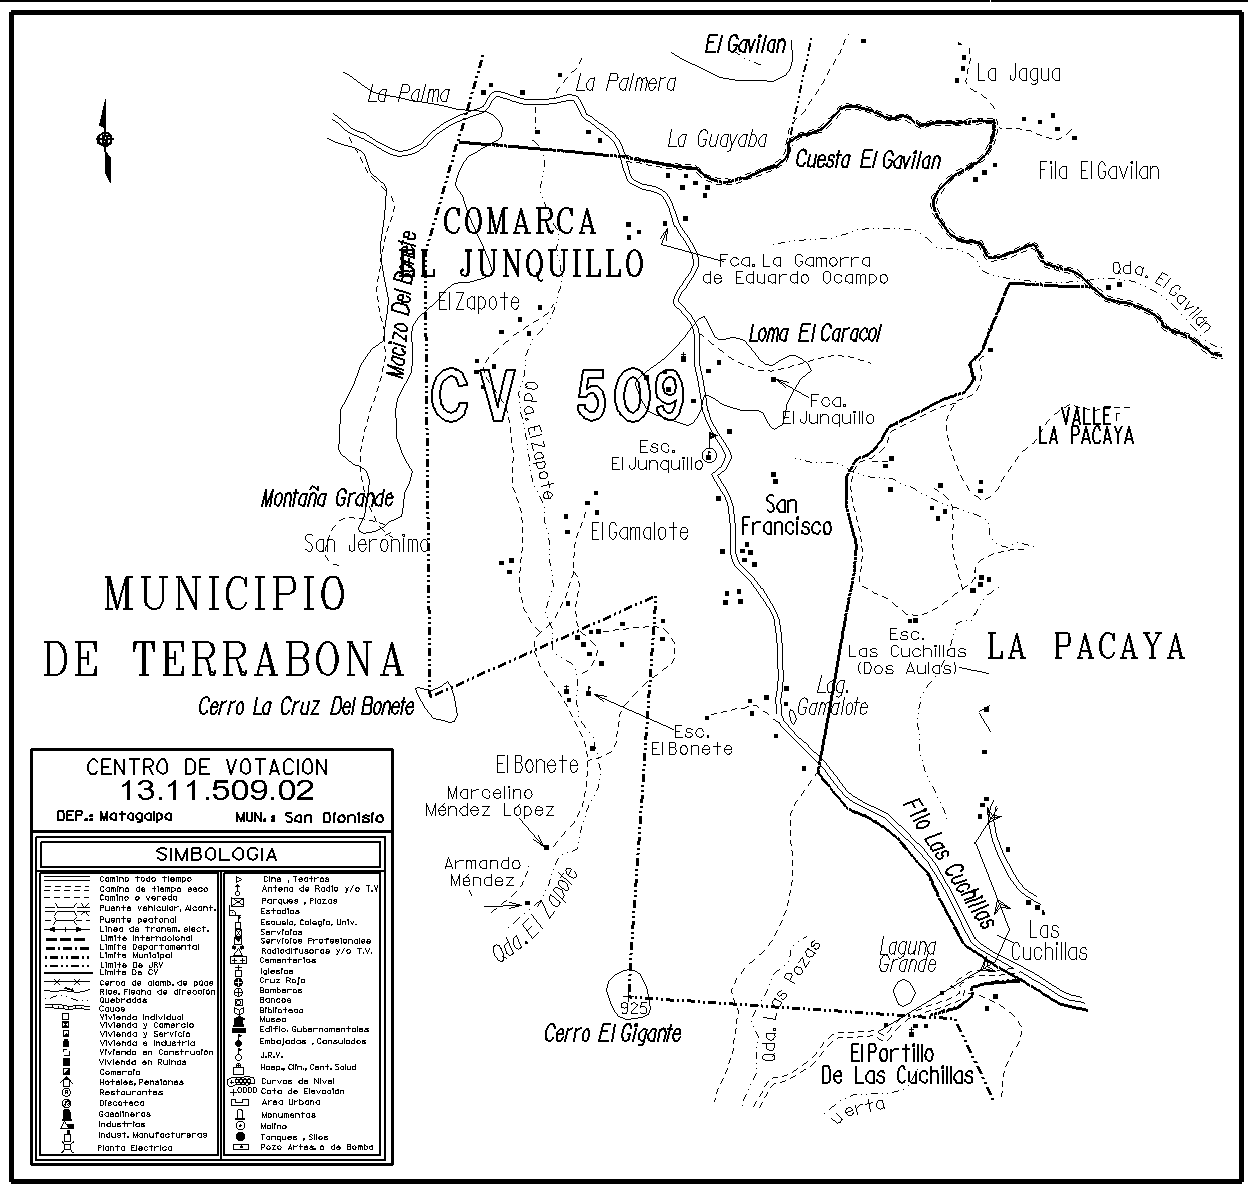 El Gavilan
La Palmera
La Jagua
La Palma
La Guayaba
Cuesta El Gavilan
Fila El Gavilan
COMARCA
EL JUNQUILLO
Macizo Del Bonete
Fca. La Gamorra
de Eduardo Ocampo
Qda. El Gavilán
El Zapote
Loma El Caracol
CV 509
Fca.
El Junquillo
VALLE
LA PACAYA
Qda. El Zapote
Esc.
El Junquillo
Montaña Grande
San
Francisco
San Jeronimo
El Gamalote
MUNICIPIO
DE TERRABONA
Esc.
Las Cuchillas
(Dos Aulas)
LA PACAYA
Cerro La Cruz Del Bonete
Lag.
Gamalote
Esc.
El Bonete
El Bonete
Marcelino
Méndez López
Armando
Méndez
Qda. El Zapote
Filo Las Cuchillas
Las
Cuchillas
Laguna
Grande
Qda. Las Pozas
925
Cerro El Gigante
El Portillo
De Las Cuchillas
CENTRO DE VOTACION
13.11.509.02
DEP.: Matagalpa MUN.: San Dionisio
SIMBOLOGIA
Camino todo tiempo
Camino de tiempo seco
Camino o vereda
Puente vehicular, Alcant.
Puente peatonal
Linea de transm. elect.
Limite Internacional
Limite Departamental
Limite Municipal
Limite De JRV
Limite De CV
Cerca de alamb. de púas
Rios, Flecha de dirección
Quebradas
Cauce
Vivienda Individual
Vivienda y Comercio
Vivienda y Servicio
Vivienda e Industria
Vivienda en Construcción
Vivienda en Ruinas
Comercio
Hoteles, Pensiones
Restaurantes
Discoteca
Gasolineras
Industrias
Indust. Manufactureras
Planta Electrica
Cine, Teatros
Antena de Radio y/o T.V
Parques, Plazas
Estadios
Escuela, Colegio, Univ.
Servicios
Servicios Profesionales
Radiodifusoras y/o T.V.
Cementerios
Iglesias
Cruz Roja
Bomberos
Bancos
Biblioteca
Museo
Edific. Gubernamentales
Embajadas, Consulados
J.R.V.
Hosp., Clin., Cent. Salud
Curvas de Nivel
Cota de Elevación
Area Urbana
Monumentos
Molino
Tanques, Silos
Pozo Artes. o de Bomba